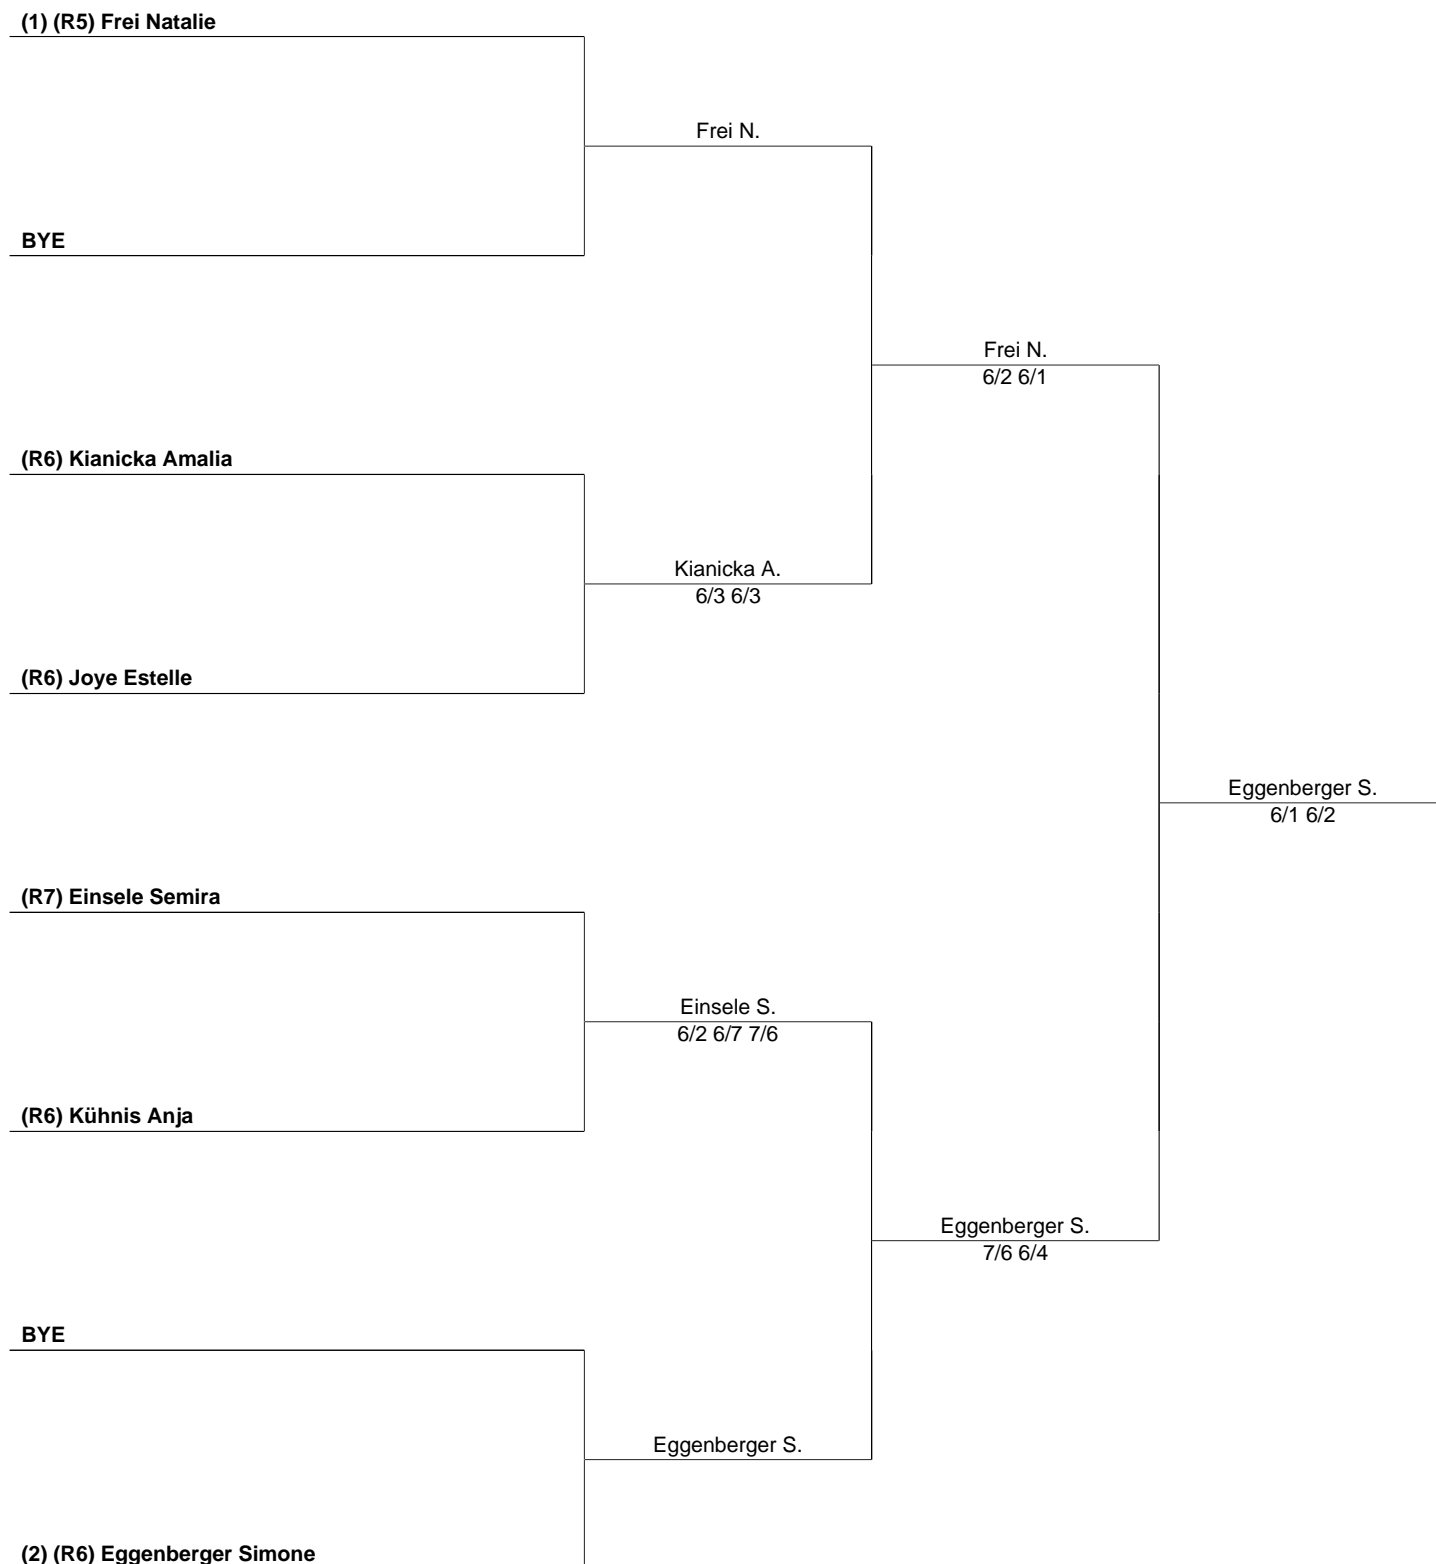 (1) (R5) Frei Natalie
Frei N.
BYE
Frei N.
6/2 6/1
(R6) Kianicka Amalia
Kianicka A.
6/3 6/3
(R6) Joye Estelle
Eggenberger S.
6/1 6/2
(R7) Einsele Semira
Einsele S.
6/2 6/7 7/6
(R6) Kühnis Anja
Eggenberger S.
7/6 6/4
BYE
Eggenberger S.
(2) (R6) Eggenberger Simone